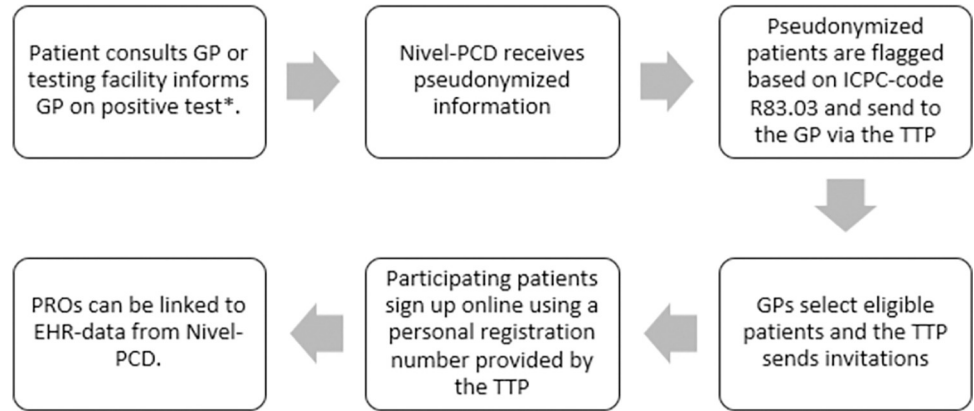 Patient consults GP or
testing facility informs
GP on positive test*.
Nivel-PCD receives
pseudonymized
information
Pseudonymized
patients are flagged
based on ICPC-code
R83.03 and send to
the GP via the TTP
GPs select eligible
patients and the TTP
sends invitations
Participating patients
sign up online using a
personal registration
number provided by
the TTP
PROs can be linked to
EHR-data from Nivel-
PCD.